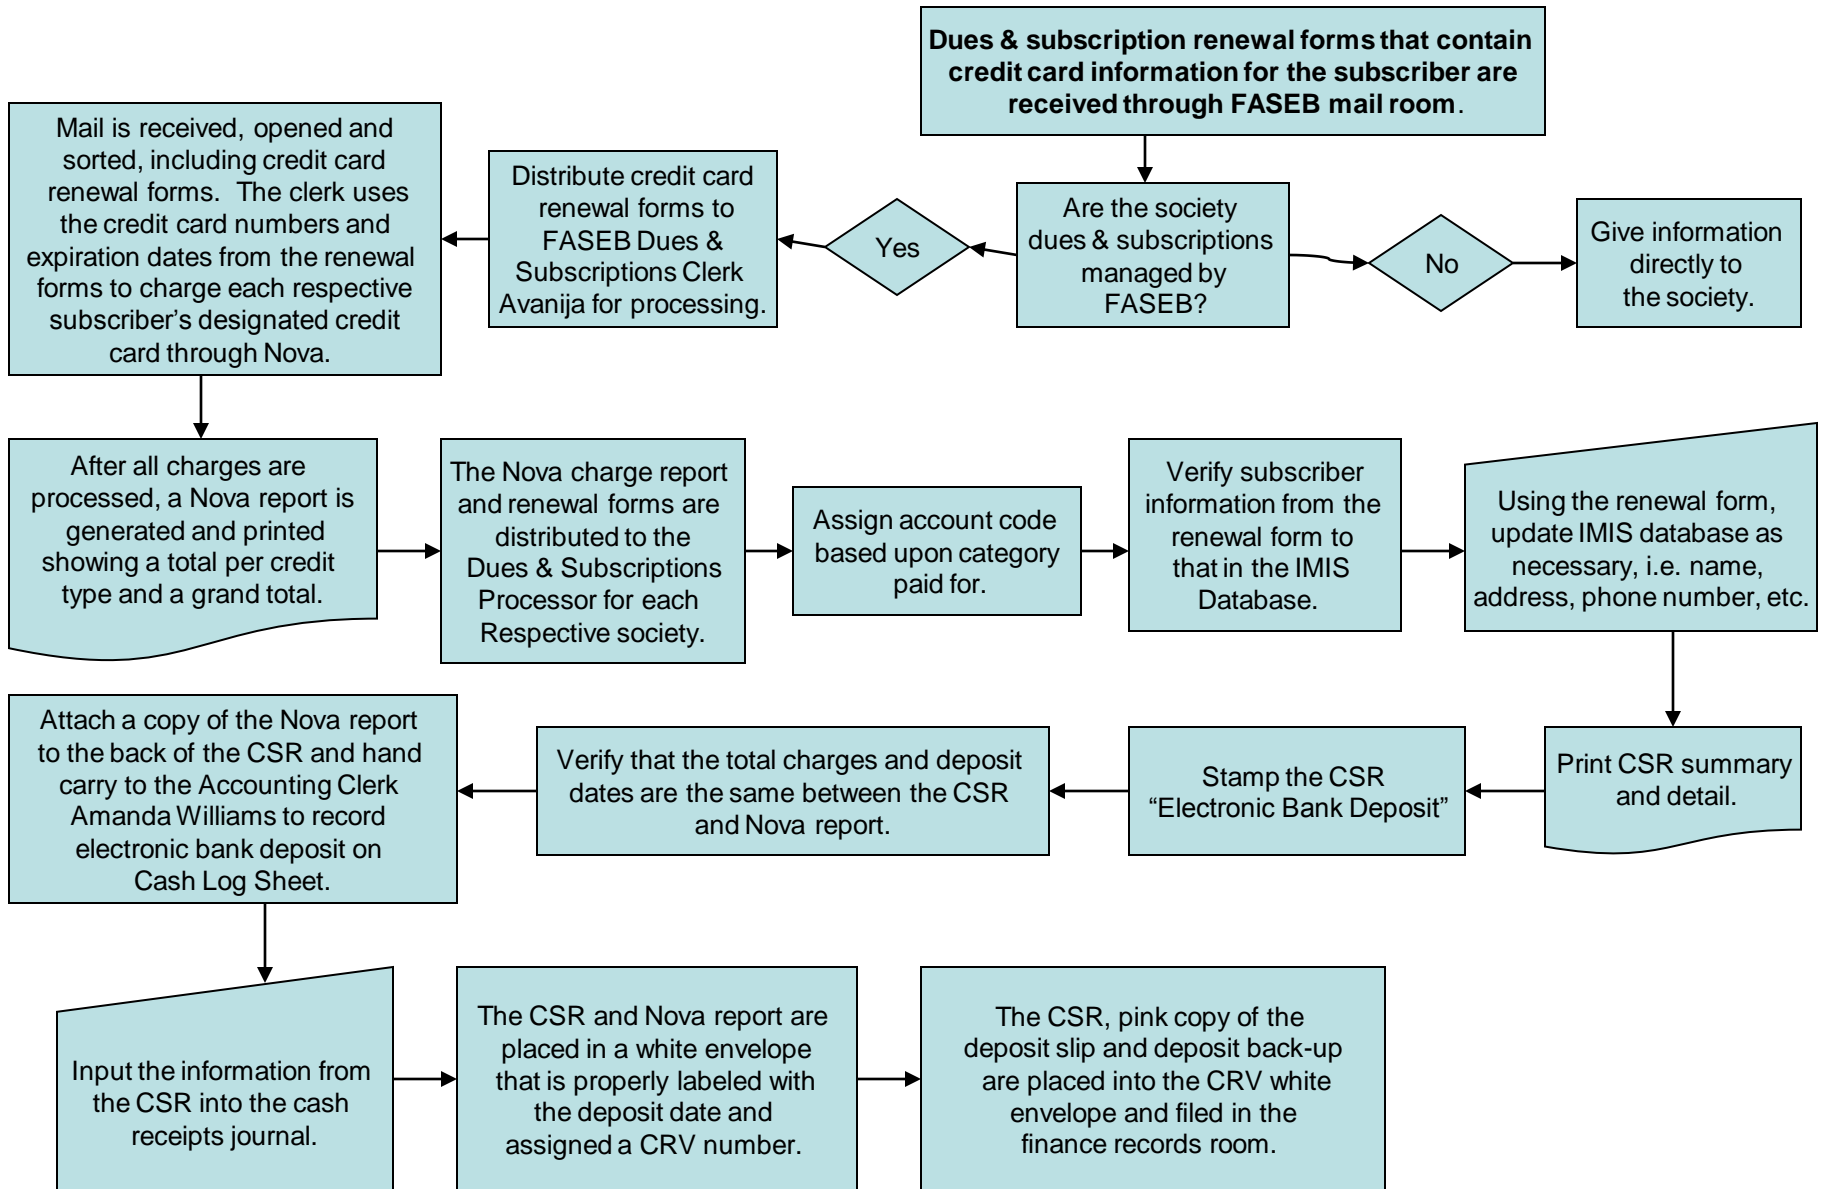 Dues & subscription renewal forms that contain
credit card information for the subscriber are
received through FASEB mail room.
Are the society
dues & subscriptions
managed by
FASEB?
No
Give information
directly to
the society.
Yes
Distribute credit card
renewal forms to
FASEB Dues &
Subscriptions Clerk
Avanija for processing.
Mail is received, opened and
sorted, including credit card
renewal forms. The clerk uses
the credit card numbers and
expiration dates from the renewal
forms to charge each respective
subscriber's designated credit
card through Nova.
After all charges are
processed, a Nova report is
generated and printed
showing a total per credit
type and a grand total.
The Nova charge report
and renewal forms are
distributed to the
Dues & Subscriptions
Processor for each
Respective society.
Assign account code
based upon category
paid for.
Verify subscriber
information from the
renewal form to
that in the IMIS
Database.
Using the renewal form,
update IMIS database as
necessary, i.e. name,
address, phone number, etc.
Print CSR summary
and detail.
Stamp the CSR
“Electronic Bank Deposit”
Verify that the total charges and deposit
dates are the same between the CSR
and Nova report.
Attach a copy of the Nova report
to the back of the CSR and hand
carry to the Accounting Clerk
Amanda Williams to record
electronic bank deposit on
Cash Log Sheet.
Input the information from
the CSR into the cash
receipts journal.
The CSR and Nova report are
placed in a white envelope
that is properly labeled with
the deposit date and
assigned a CRV number.
The CSR, pink copy of the
deposit slip and deposit back-up
are placed into the CRV white
envelope and filed in the
finance records room.